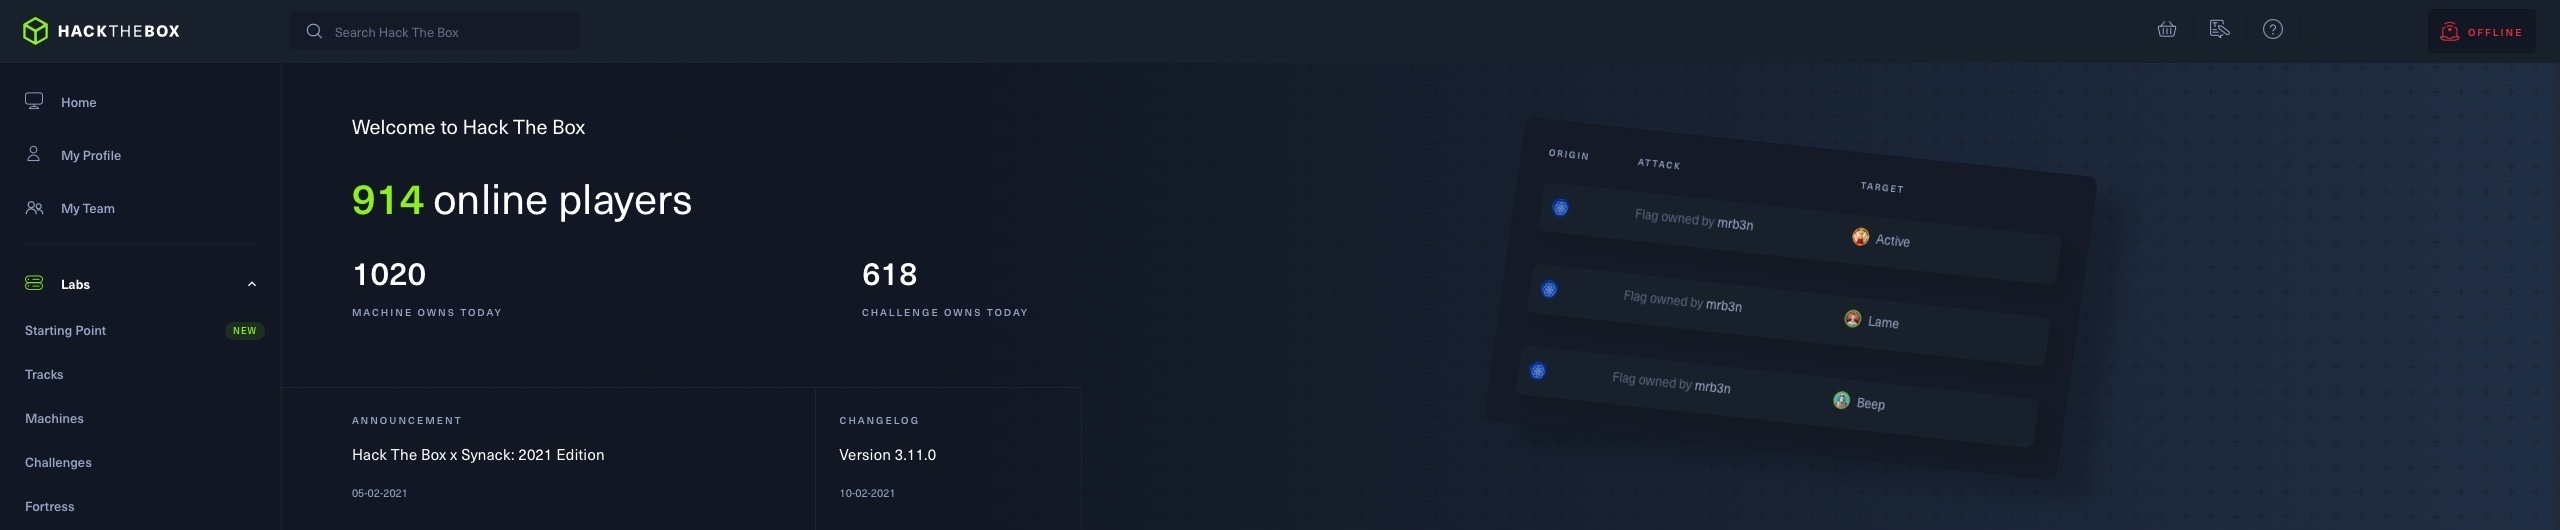 HACKTHEBOX
Search Hack The Box
OFFLINE
Home
My Profile
My Team
Labs
Starting Point NEW
Tracks
Machines
Challenges
Fortress
Welcome to Hack The Box
914 online players
1020
MACHINE OWNS TODAY
618
CHALLENGE OWNS TODAY
ANNOUNCEMENT
Hack The Box x Synack: 2021 Edition
05-02-2021
CHANGELOG
Version 3.11.0
10-02-2021
ORIGIN ATTACK TARGET
Flag owned by mrb3n Active
Flag owned by mrb3n Lame
Flag owned by mrb3n Beep